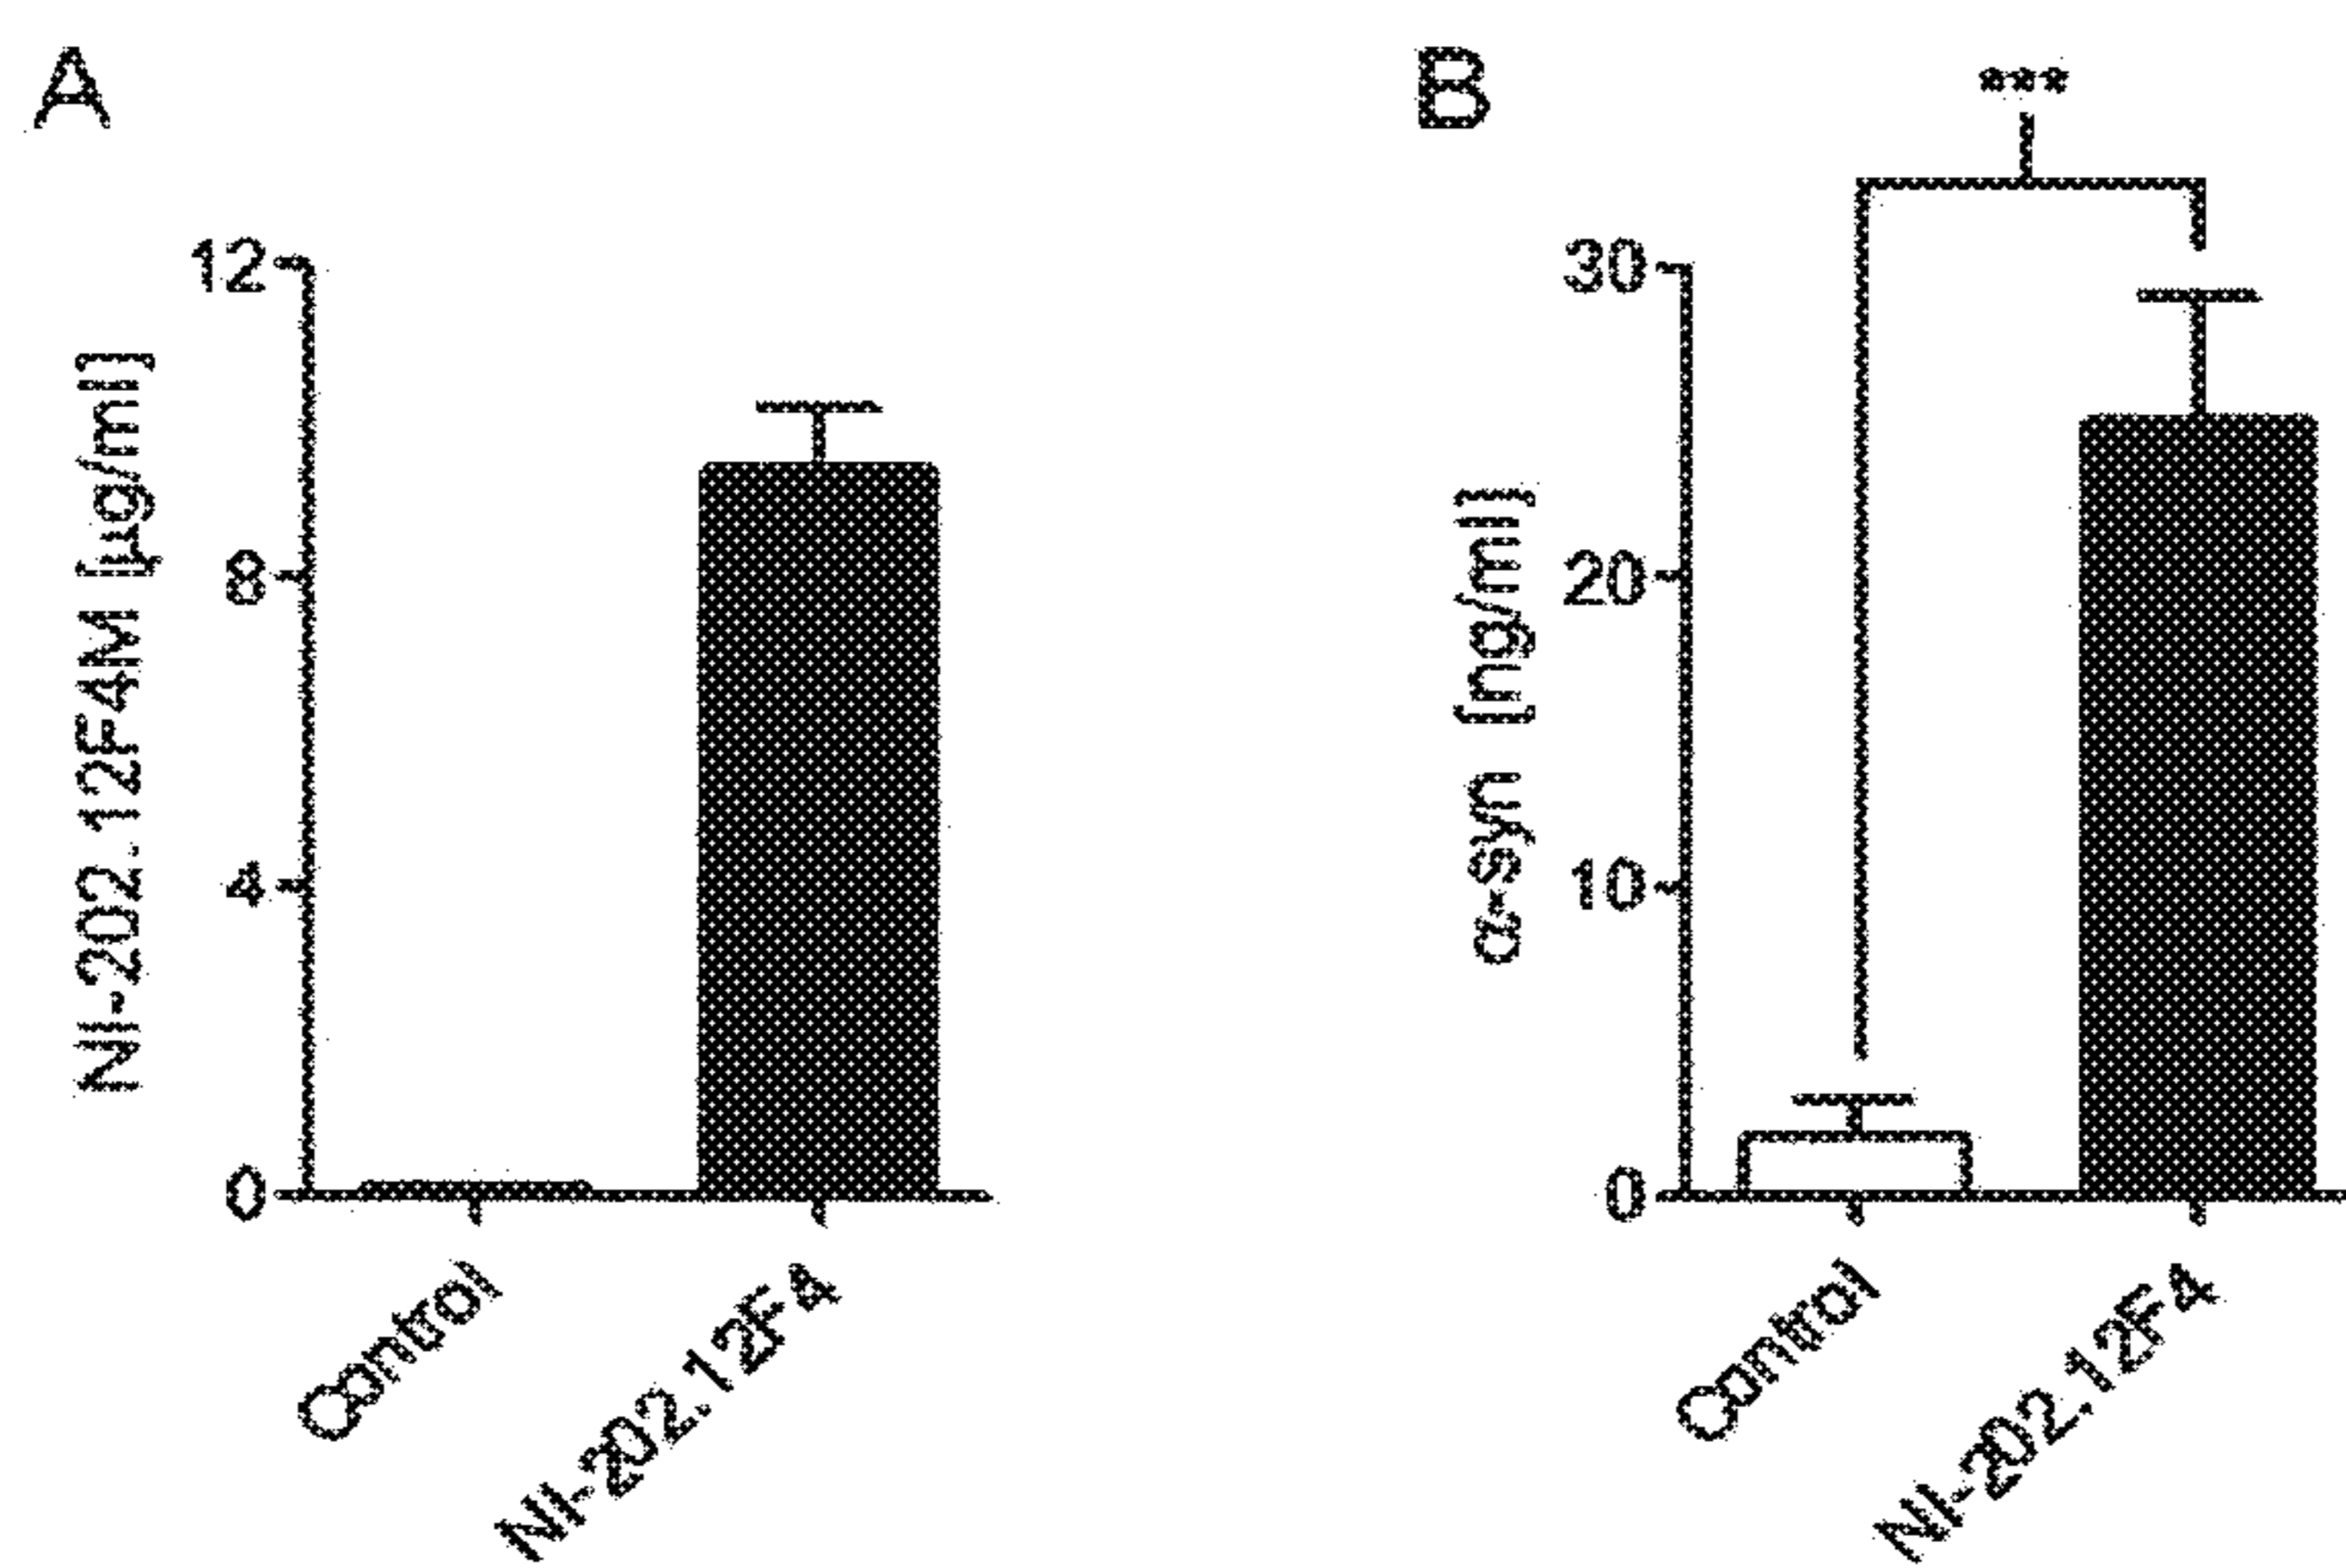 A
NI-202.12F4M [µg/ml]
12
8
4
0
Control
NI-202.12F4
B
***
α-syn [ng/ml]
30
20
10
0
Control
NI-202.12F4